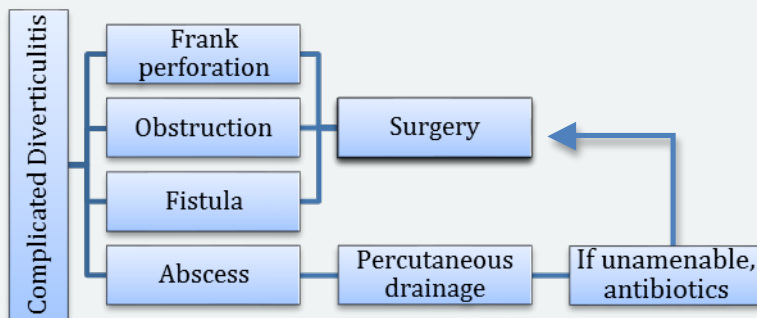 Complicated Diverticulitis
Frank
perforation
Obstruction
Surgery
Fistula
Abscess
Percutaneous
drainage
If unamenable,
antibiotics